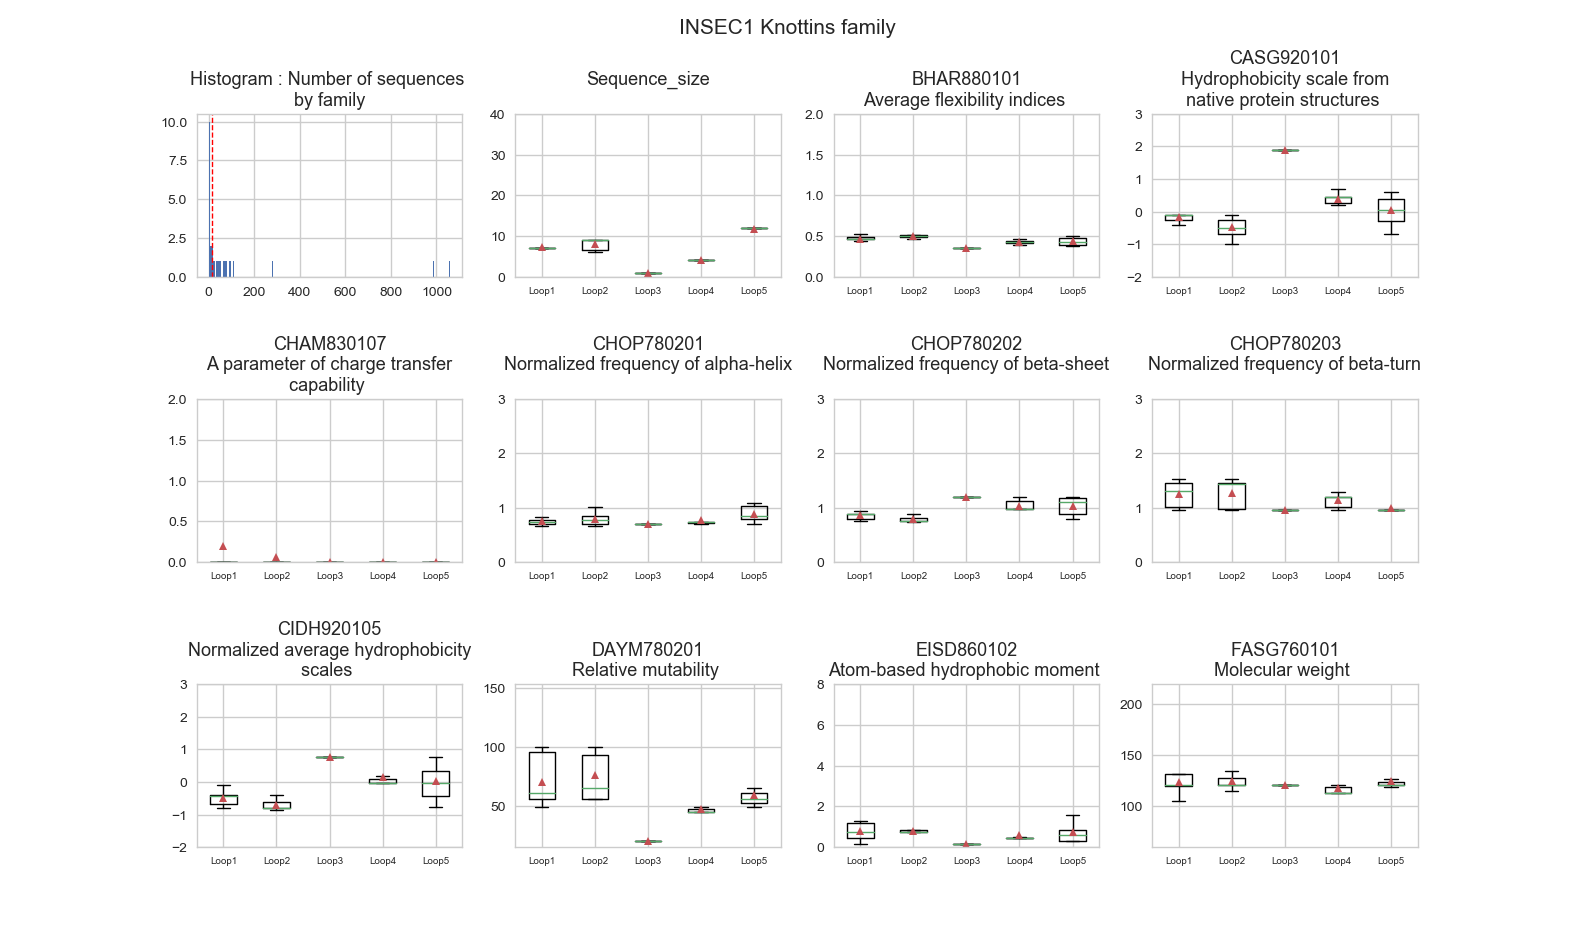 INSEC1 Knottins family
Histogram : Number of sequences
by family
10.0
7.5
5.0
2.5
0.0
0
200
400
600
800
1000
Sequence_size
40
30
20
10
0
Loop1
Loop2
Loop3
Loop4
Loop5
BHAR880101
Average flexibility indices
2.0
1.5
1.0
0.5
0.0
Loop1
Loop2
Loop3
Loop4
Loop5
CASG920101
Hydrophobicity scale from
native protein structures
3
2
1
0
−1
−2
Loop1
Loop2
Loop3
Loop4
Loop5
CHAM830107
A parameter of charge transfer
capability
2.0
1.5
1.0
0.5
0.0
Loop1
Loop2
Loop3
Loop4
Loop5
CHOP780201
Normalized frequency of alpha-helix
3
2
1
0
Loop1
Loop2
Loop3
Loop4
Loop5
CHOP780202
Normalized frequency of beta-sheet
3
2
1
0
Loop1
Loop2
Loop3
Loop4
Loop5
CHOP780203
Normalized frequency of beta-turn
3
2
1
0
Loop1
Loop2
Loop3
Loop4
Loop5
CIDH920105
Normalized average hydrophobicity
scales
3
2
1
0
−1
−2
Loop1
Loop2
Loop3
Loop4
Loop5
DAYM780201
Relative mutability
150
100
50
Loop1
Loop2
Loop3
Loop4
Loop5
EISD860102
Atom-based hydrophobic moment
8
6
4
2
0
Loop1
Loop2
Loop3
Loop4
Loop5
FASG760101
Molecular weight
200
150
100
Loop1
Loop2
Loop3
Loop4
Loop5